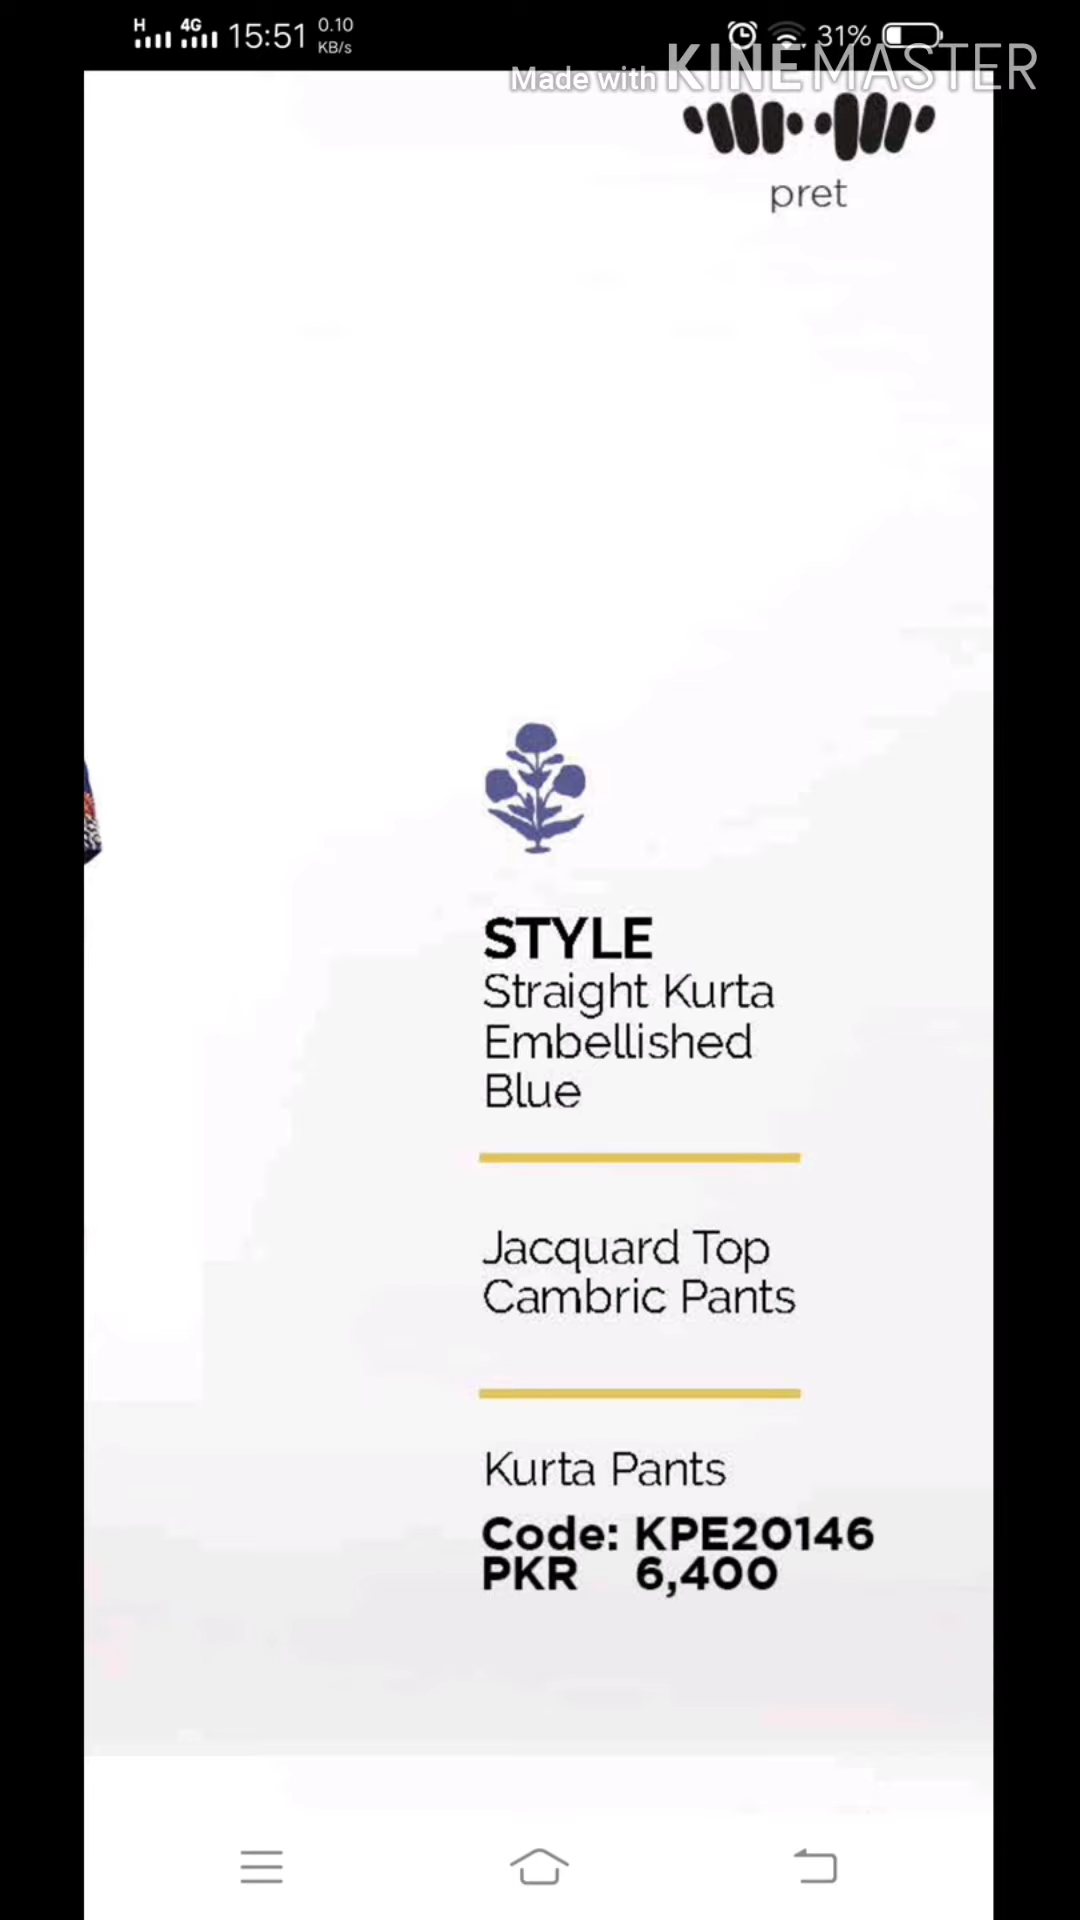 H 4G 15:51 0.10 KB/s 31%
Made with KINEMASTER
pret
STYLE
Straight Kurta
Embellished
Blue
Jacquard Top
Cambric Pants
Kurta Pants
Code: KPE20146
PKR 6,400